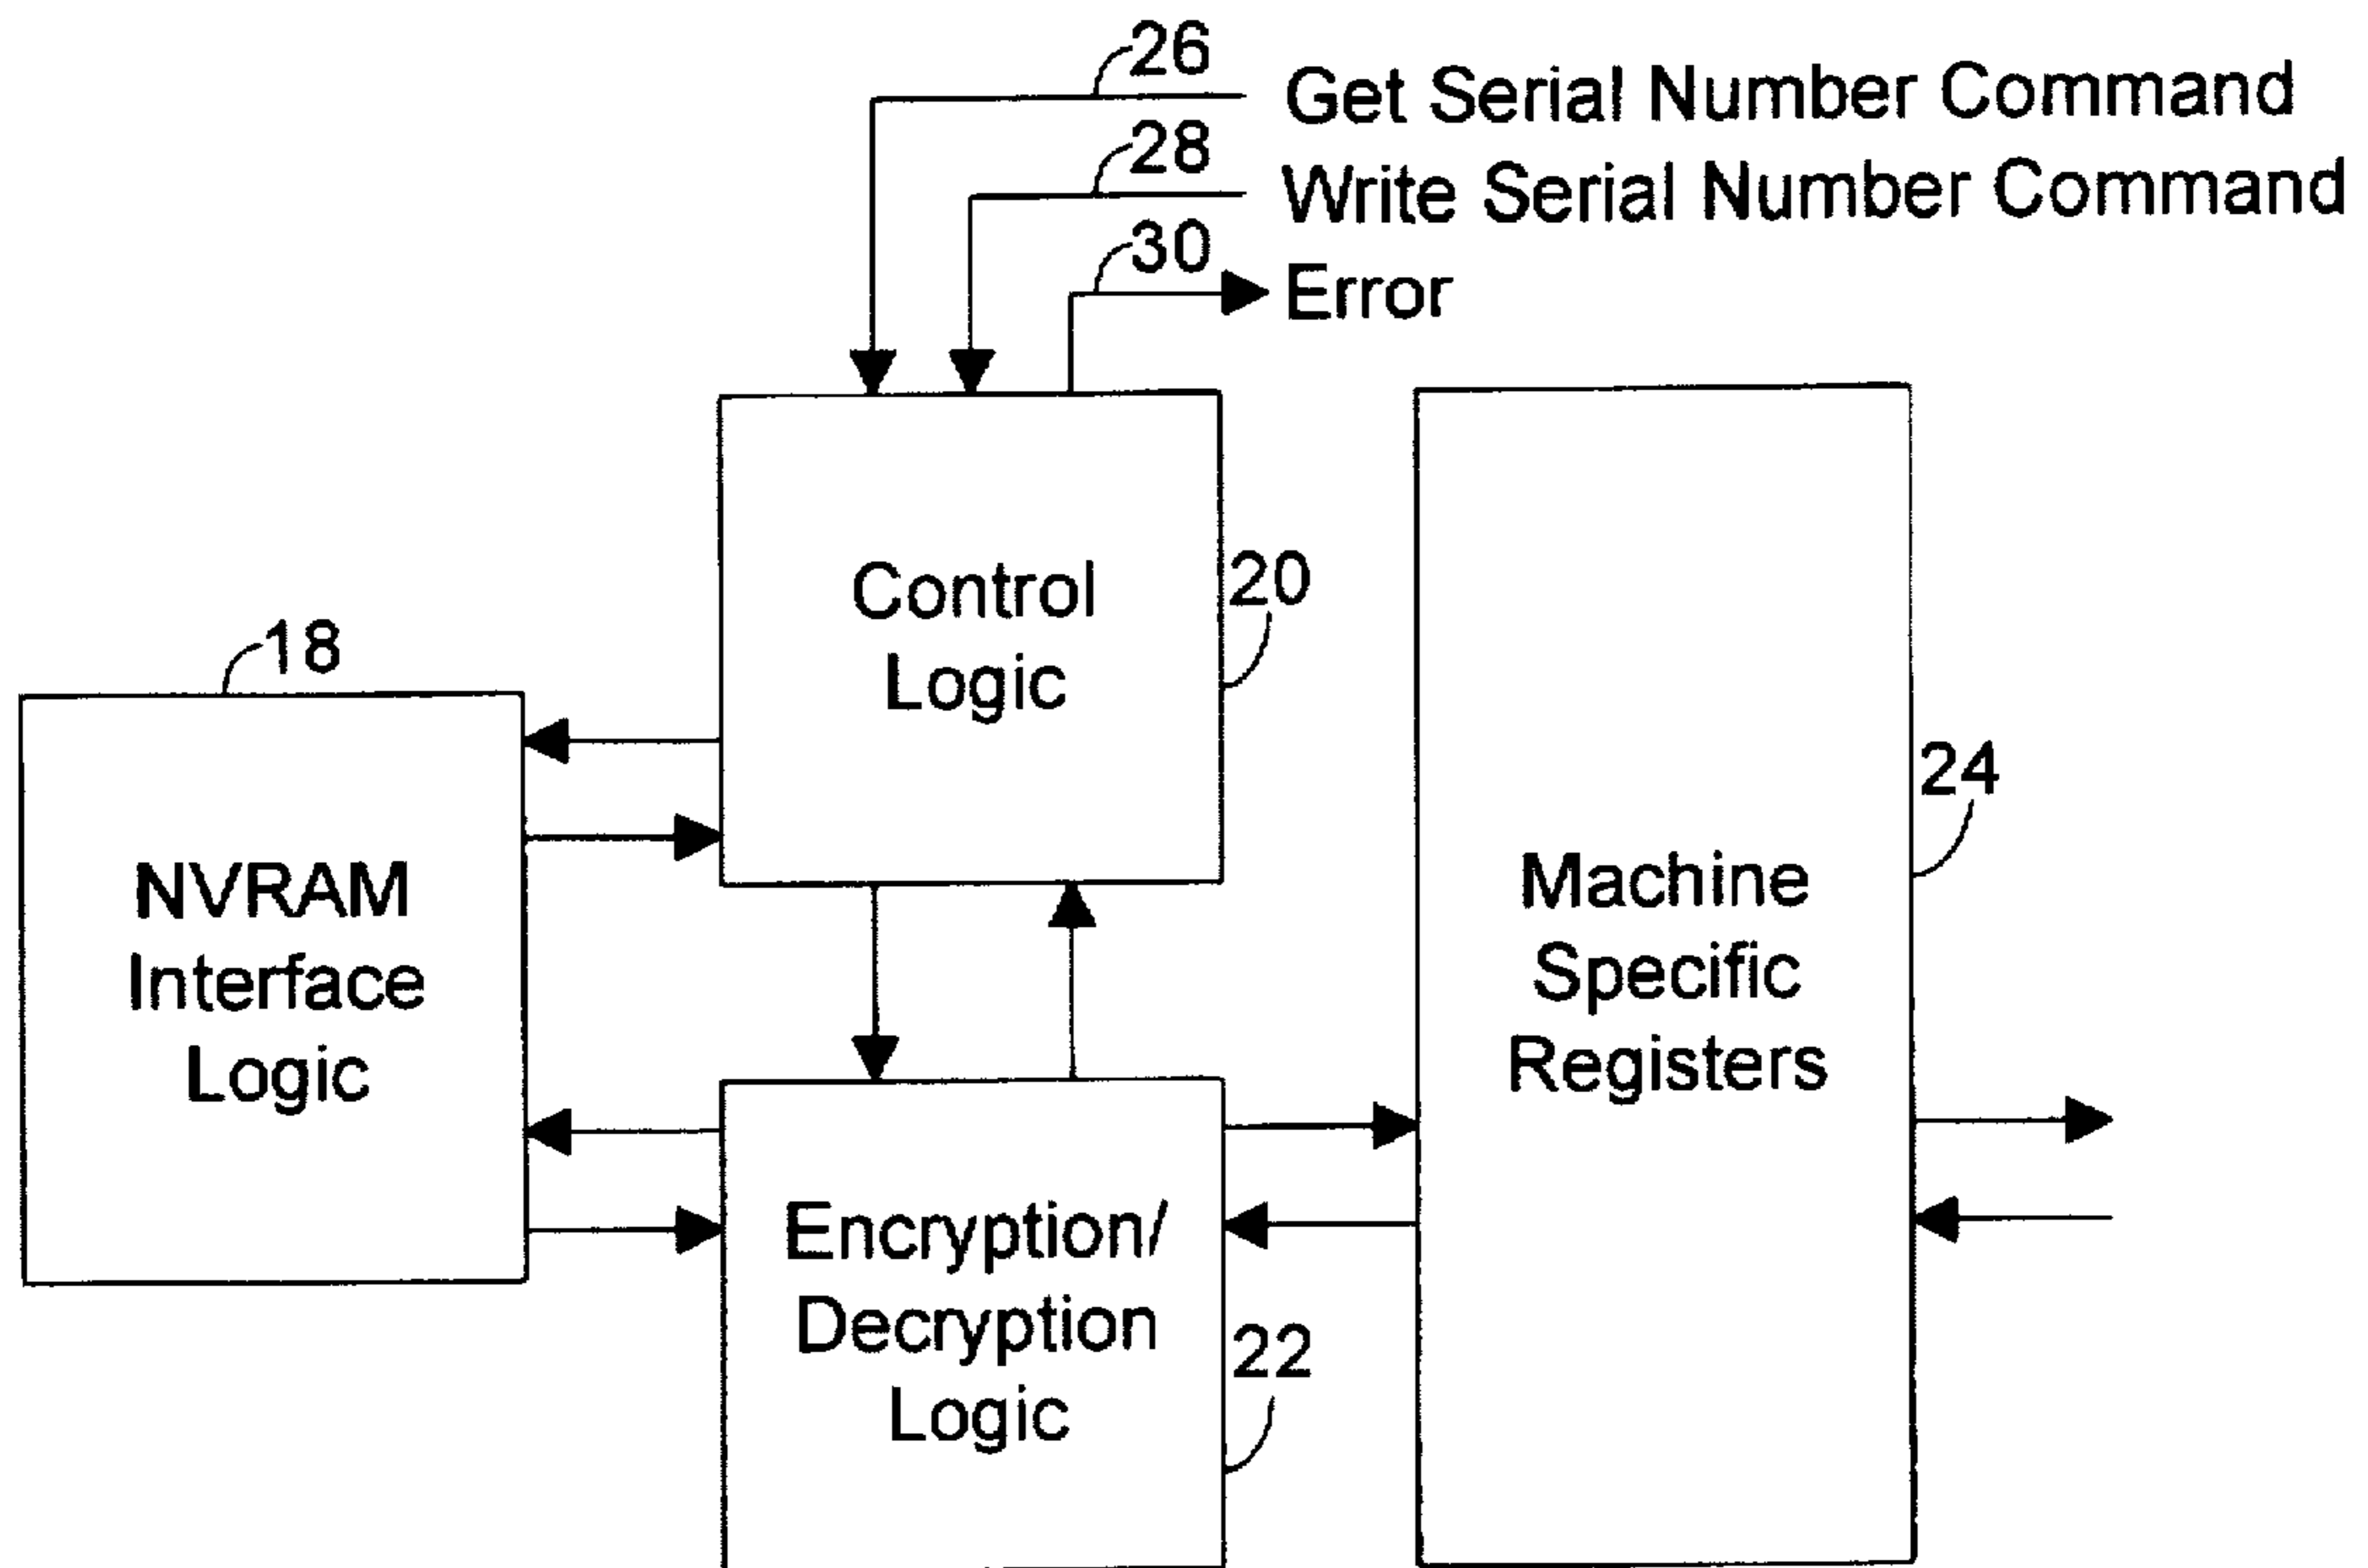 26
Get Serial Number Command
28
Write Serial Number Command
30
Error
Control
Logic
20
18
NVRAM
Interface
Logic
24
Machine
Specific
Registers
Encryption/
Decryption
Logic
22